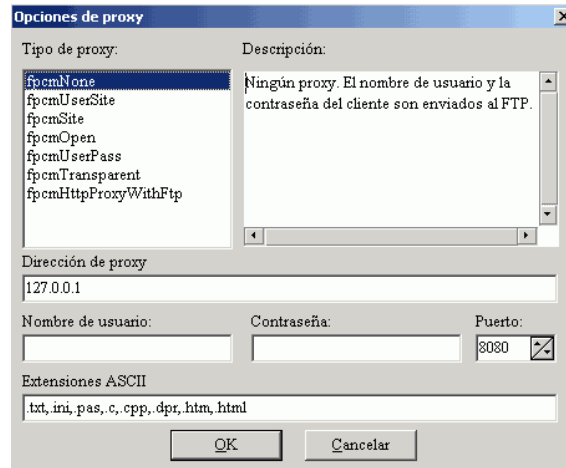 Opciones de proxy
Tipo de proxy:
Descripción:
fpcmNone
fpcmUserSite
fpcmSite
fpcmOpen
fpcmUserPass
fpcmTransparent
fpcmHttpProxyWithFtp
Ningún proxy. El nombre de usuario y la
contraseña del cliente son enviados al FTP.
Dirección de proxy
127.0.0.1
Nombre de usuario:
Contraseña:
Puerto:
8080
Extensiones ASCII
.txt,.ini,.pas,.c,.cpp,.dpr,.htm,.html
OK
Cancelar